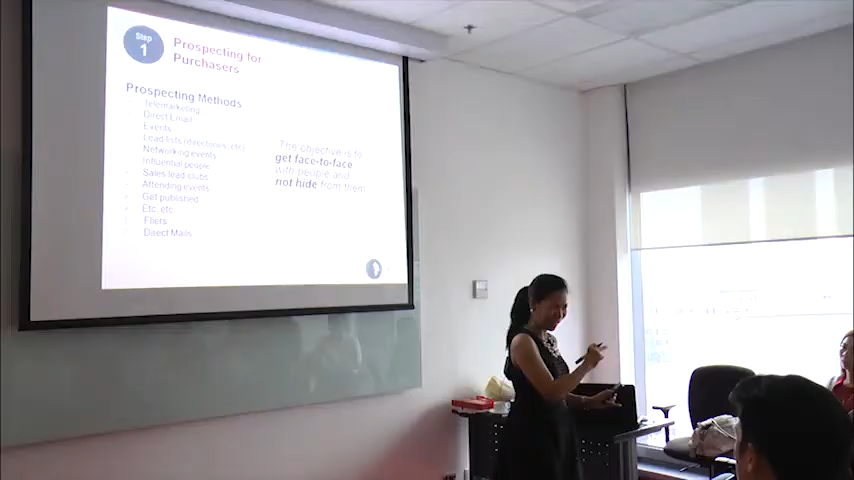 Step
1
Prospecting for
Purchasers
Prospecting Methods
Telemarketing
Direct Email
Events
Lead lists (directories, etc)
Networking events
Influential people
Sales lead clubs
Attending events
Get published
Etc, etc
Fliers
Direct Mails
The objective is to
get face-to-face
with people and
not hide from them